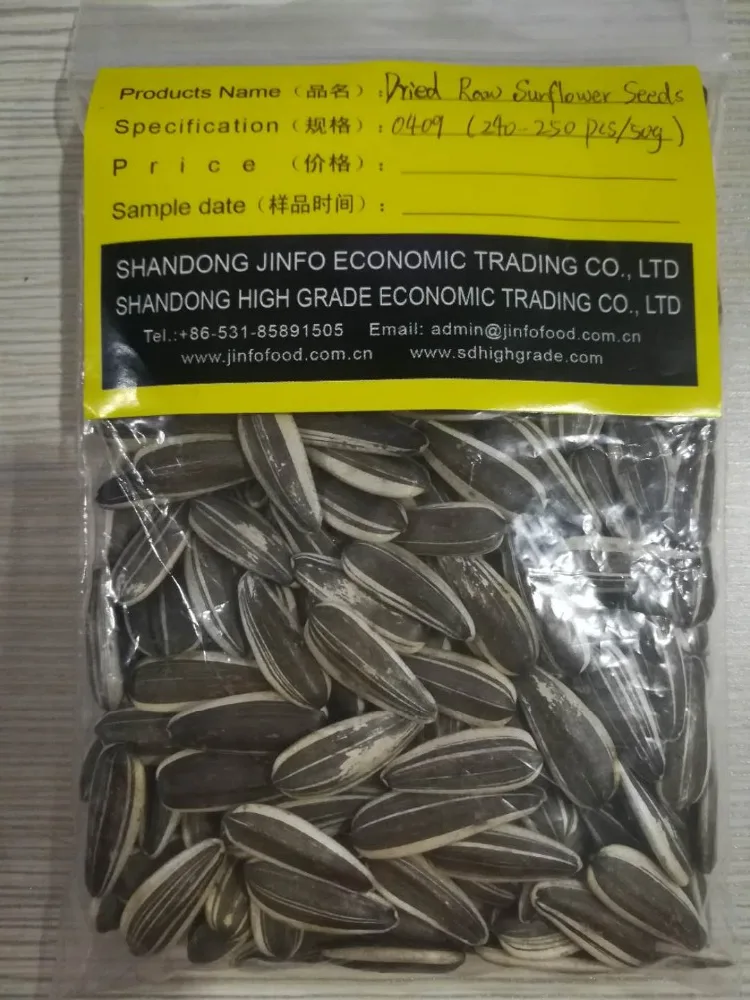 Products Name (品名): Dried Raw Sunflower Seeds
Specification (规格): 0409 (240-250 pcs/50g)
Price (价格):
Sample date (样品时间):
SHANDONG JINFO ECONOMIC TRADING CO., LTD
SHANDONG HIGH GRADE ECONOMIC TRADING CO., LTD
Tel.:+86-531-85891505 Email: admin@jinfofood.com.cn
www.jinfofood.com.cn www.sdhighgrade.com